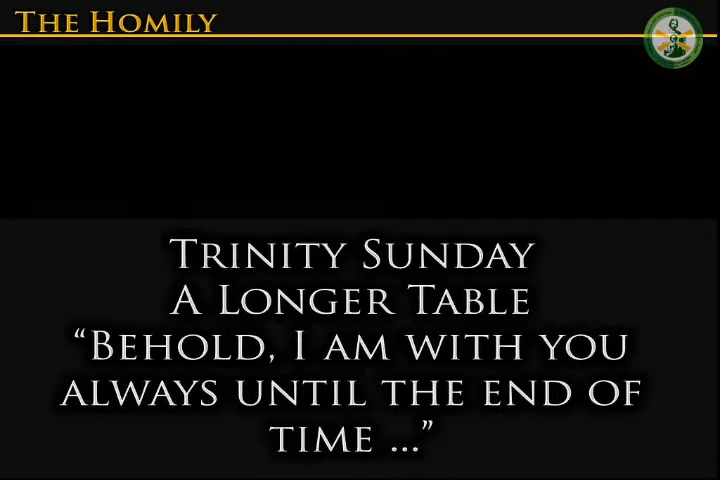 The Homily
Trinity Sunday
A Longer Table
“Behold, I am with you
always until the end of
time ...”